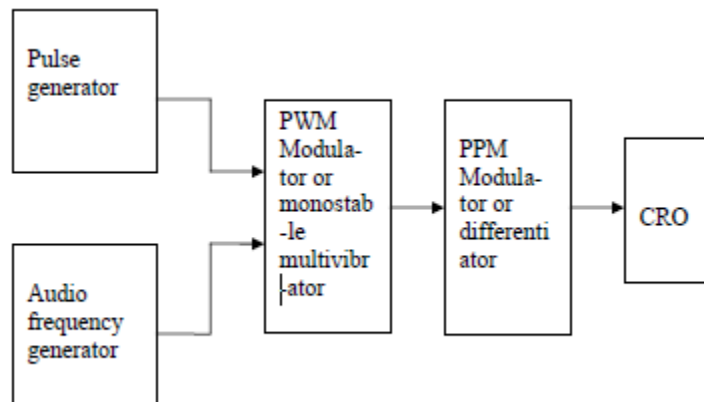 Pulse
generator
PWM
Modula-
tor or
monostab
-le
multivibr
-ator
PPM
Modula-
tor or
differenti
ator
CRO
Audio
frequency
generator